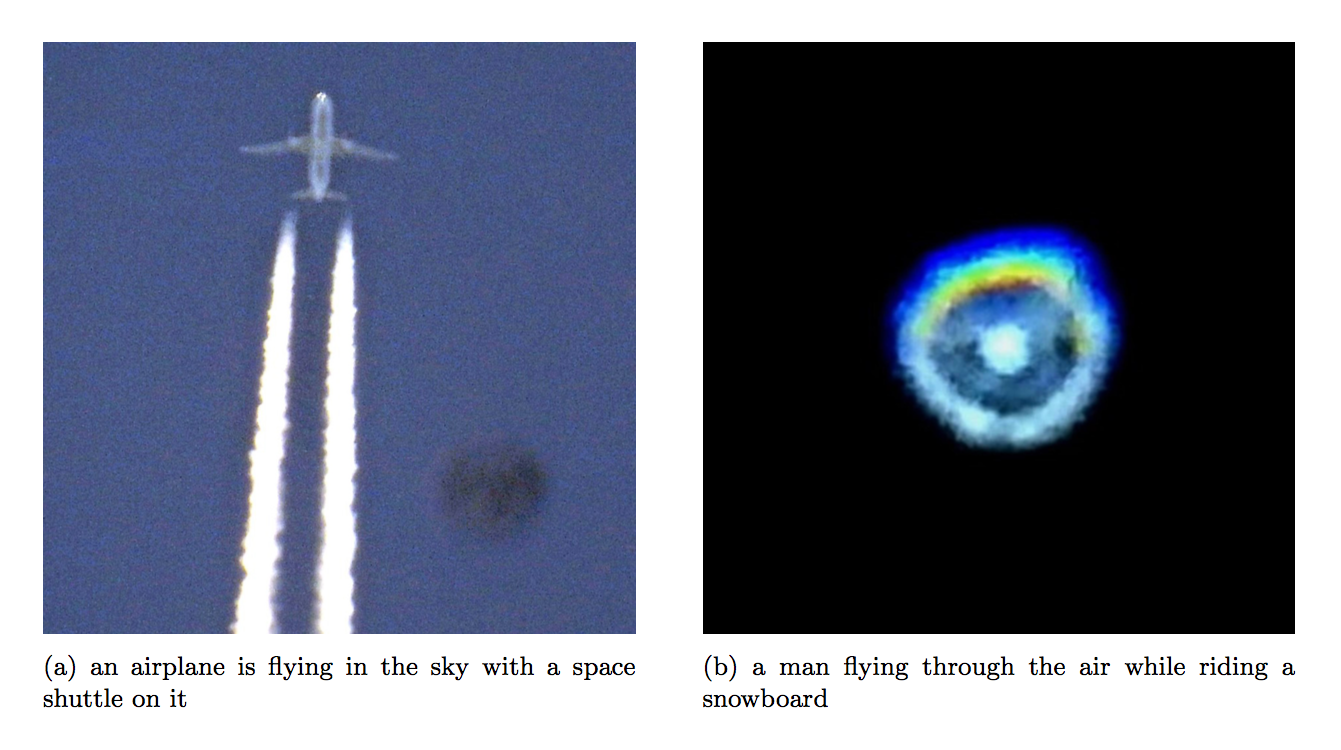 (a) an airplane is flying in the sky with a space
shuttle on it
(b) a man flying through the air while riding a
snowboard